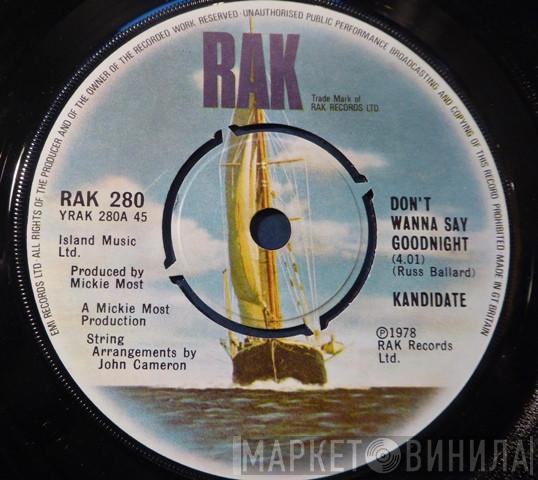 EMI RECORDS LTD ALL RIGHTS OF THE PRODUCER AND OF THE OWNER OF THE RECORDED WORK RESERVED·UNAUTHORISED PUBLIC PERFORMANCE BROADCASTING AND COPYING OF THIS RECORD PROHIBITED MADE IN GT BRITAIN
RAK
Trade Mark of
RAK RECORDS LTD.
RAK 280
YRAK 280A 45
Island Music
Ltd.
Produced by
Mickie Most
A Mickie Most
Production
String
Arrangements by
John Cameron
DON'T
WANNA SAY
GOODNIGHT
(4.01)
(Russ Ballard)
KANDIDATE
℗1978
RAK Records
Ltd.
МАРКЕТ ВИНИЛА